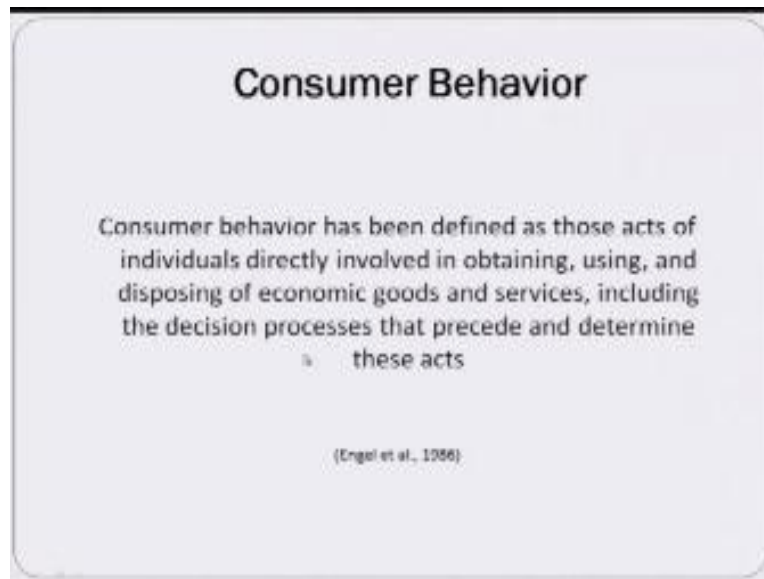 Consumer Behavior
Consumer behavior has been defined as those acts of
individuals directly involved in obtaining, using, and
disposing of economic goods and services, including
the decision processes that precede and determine
these acts
(Engel et al., 1986)